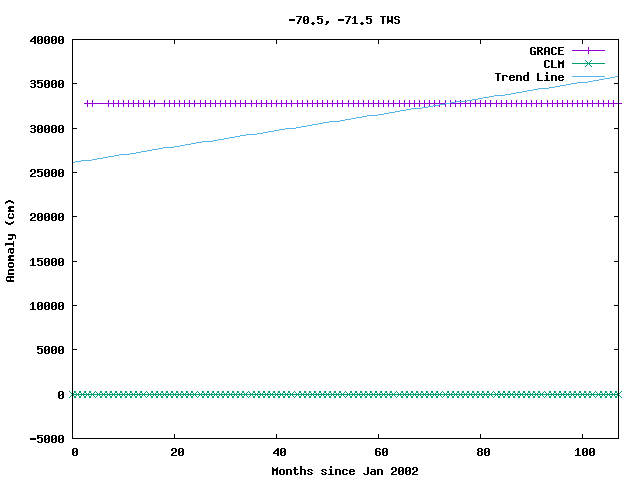 -70.5, -71.5 TWS
40000
35000
30000
25000
20000
15000
10000
5000
0
-5000
Anomaly (cm)
GRACE
CLM
Trend Line
0 20 40 60 80 100
Months since Jan 2002